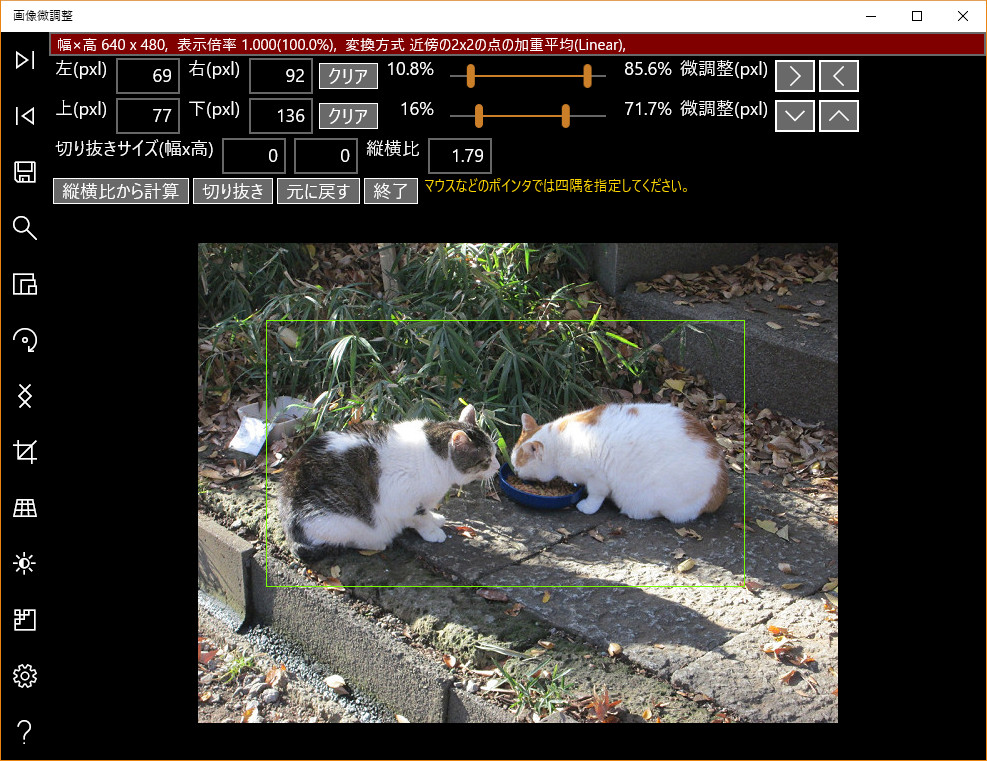 画像微調整
幅×高 640 x 480, 表示倍率 1.000(100.0%), 変換方式 近傍の2x2の点の加重平均(Linear),
左(pxl) 69 右(pxl) 92 クリア 10.8% 85.6% 微調整(pxl)
上(pxl) 77 下(pxl) 136 クリア 16% 71.7% 微調整(pxl)
切り抜きサイズ(幅x高) 0 0 縦横比 1.79
縦横比から計算 切り抜き 元に戻す 終了 マウスなどのポインタでは四隅を指定してください。